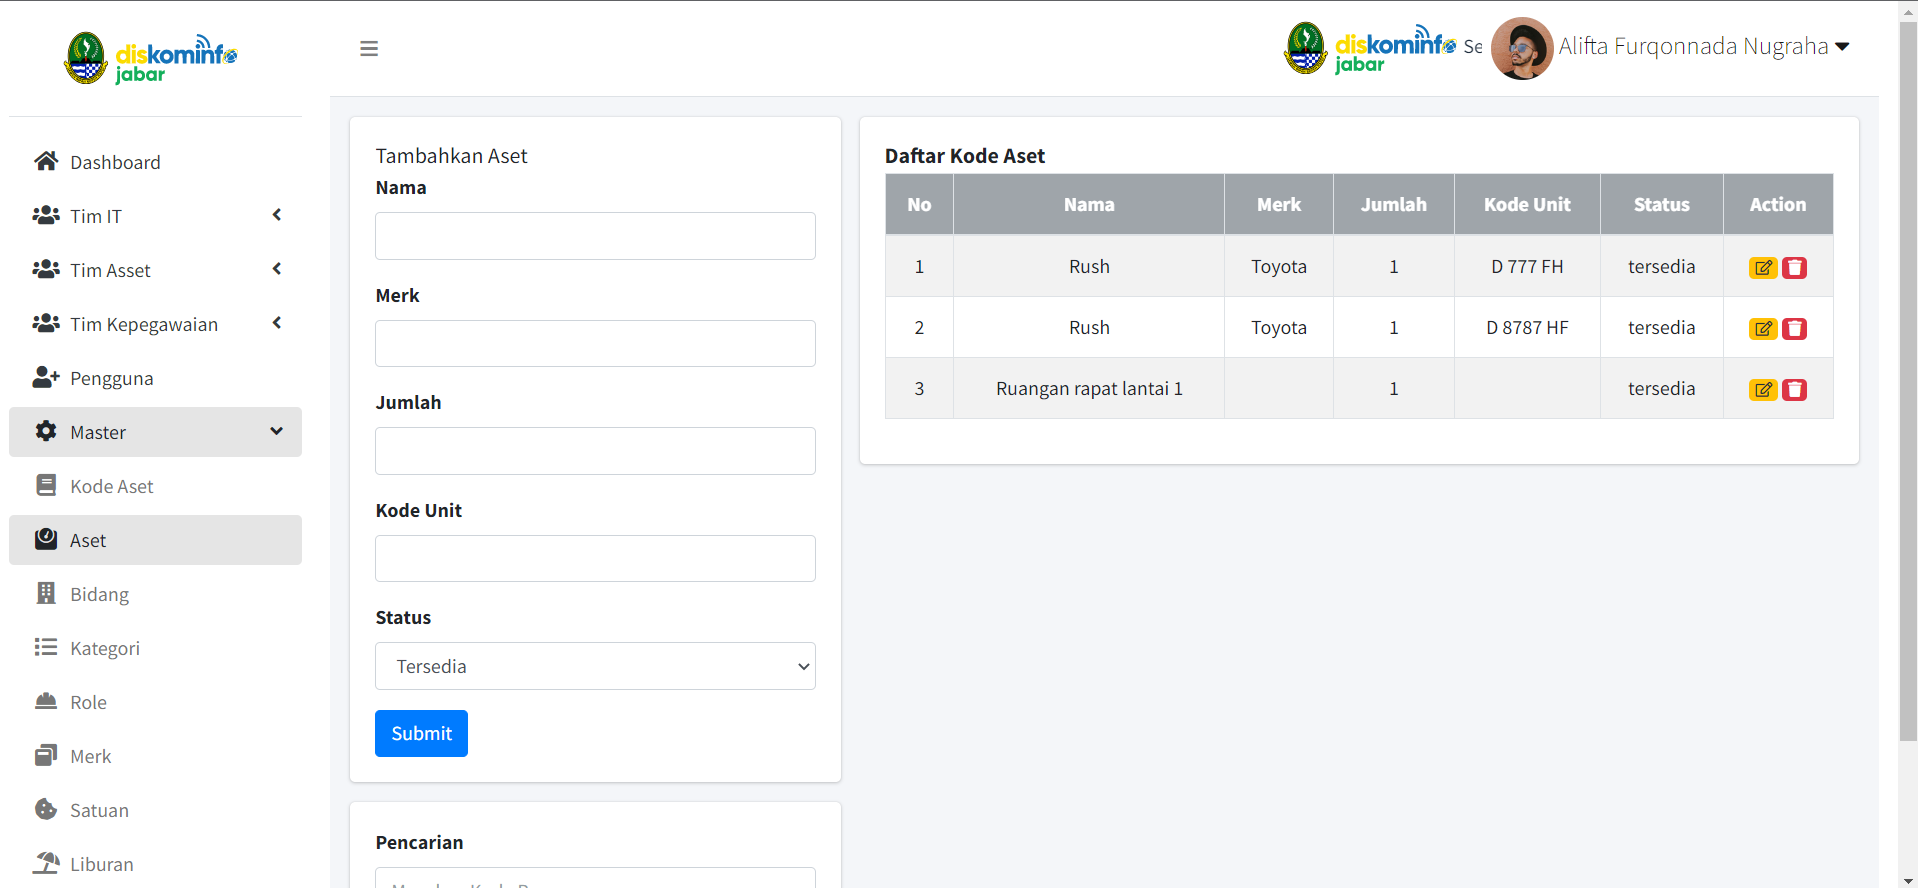 diskominfo
jabar
Dashboard
Tim IT
Tim Asset
Tim Kepegawaian
Pengguna
Master
Kode Aset
Aset
Bidang
Kategori
Role
Merk
Satuan
Liburan
diskominfo
jabar
Se
Alifta Furqonnada Nugraha
Tambahkan Aset
Nama
Merk
Jumlah
Kode Unit
Status
Tersedia
Submit
Pencarian
Daftar Kode Aset
No Nama Merk Jumlah Kode Unit Status Action
1 Rush Toyota 1 D 777 FH tersedia
2 Rush Toyota 1 D 8787 HF tersedia
3 Ruangan rapat lantai 1 1 tersedia